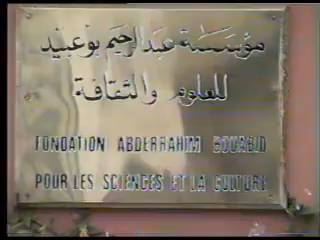 مؤسسة عبد الرحيم بوعبيد
للعلوم والثقافة
FONDATION ABDERRAHIM BOUABID
POUR LES SCIENCES ET LA CULTURE